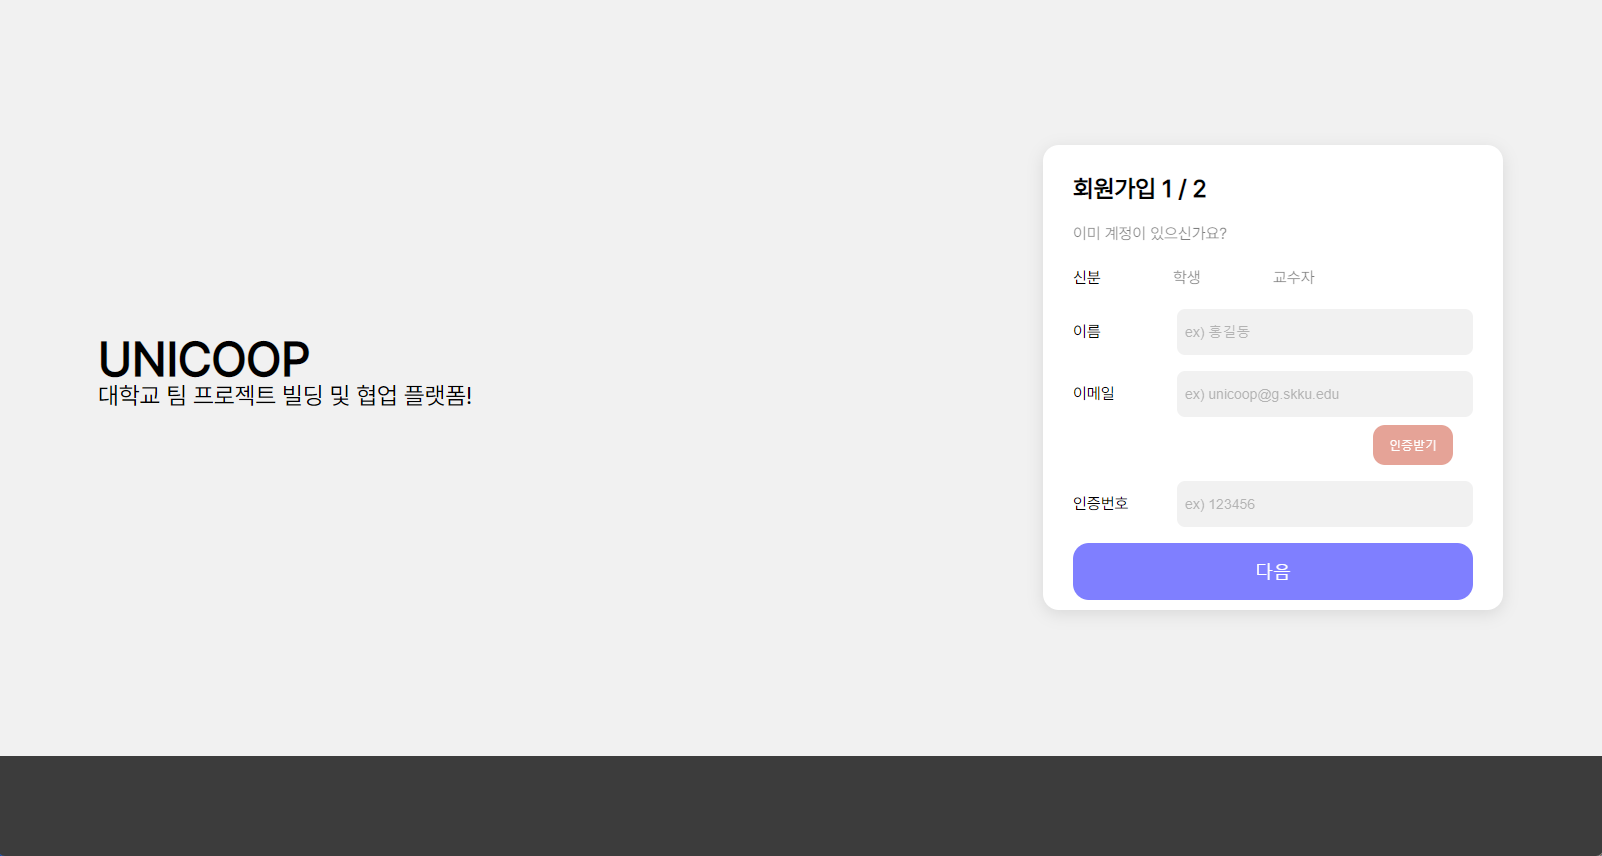 UNICOOP
대학교 팀 프로젝트 빌딩 및 협업 플랫폼!
회원가입 1 / 2
이미 계정이 있으신가요?
신분 학생 교수자
이름 ex) 홍길동
이메일 ex) unicoop@g.skku.edu
인증받기
인증번호 ex) 123456
다음